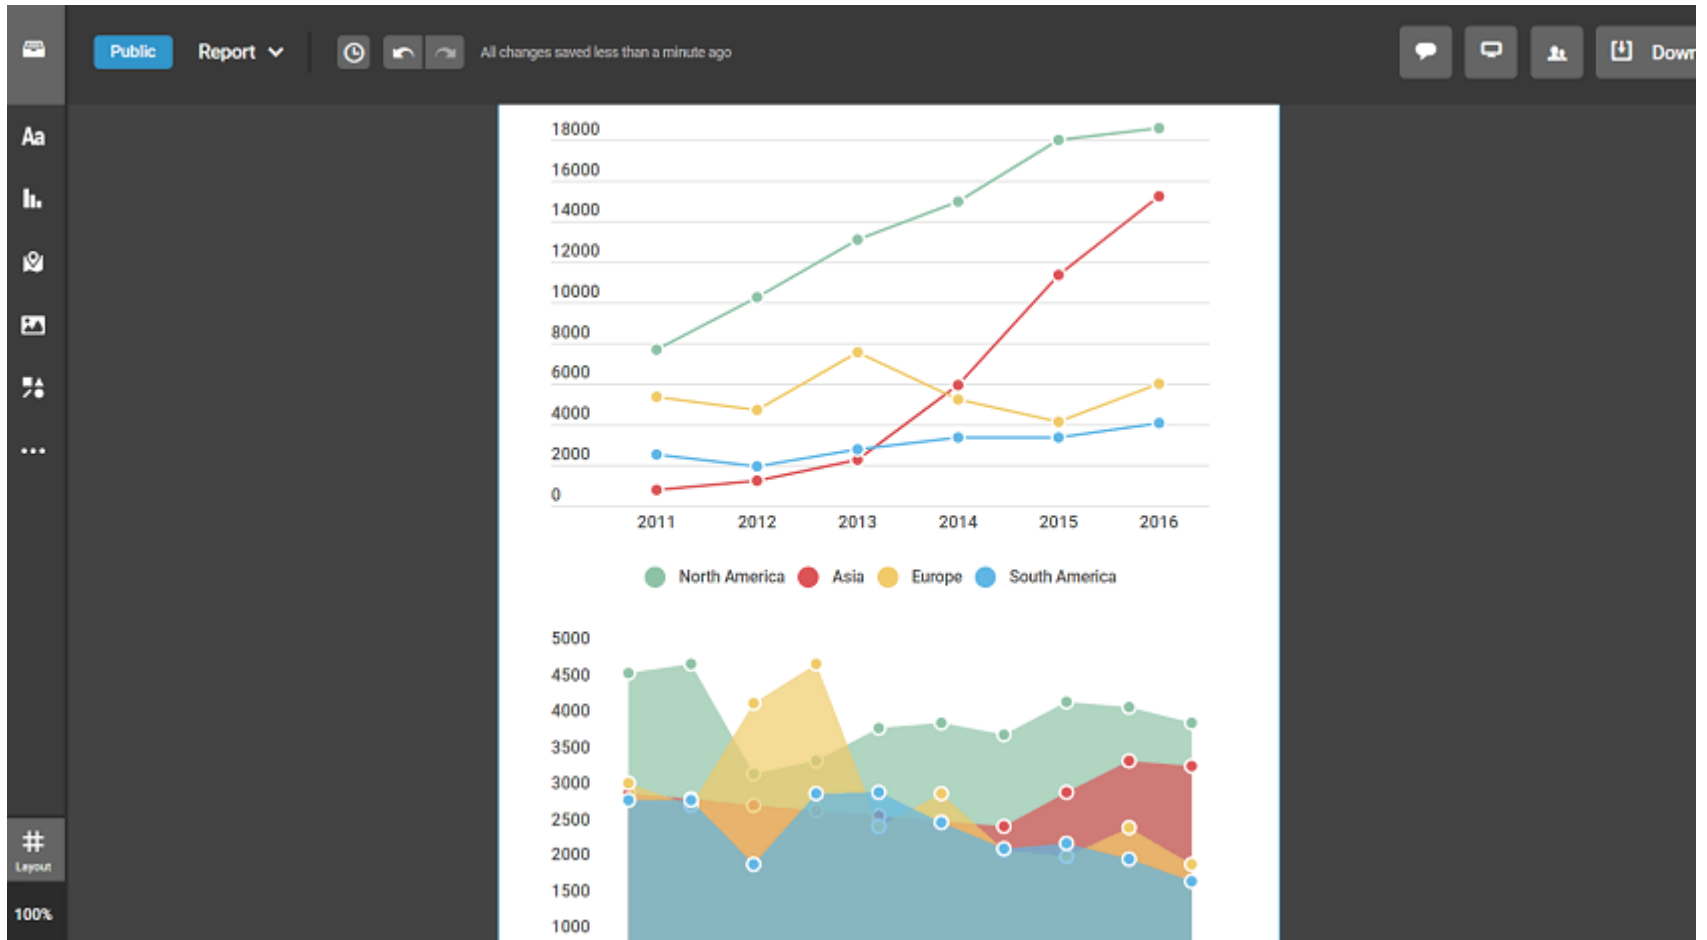 Public
Report
All changes saved less than a minute ago
Down
Aa
18000
16000
14000
12000
10000
8000
6000
4000
2000
0
2011 2012 2013 2014 2015 2016
North America Asia Europe South America
5000
4500
4000
3500
3000
2500
2000
1500
1000
Layout
100%